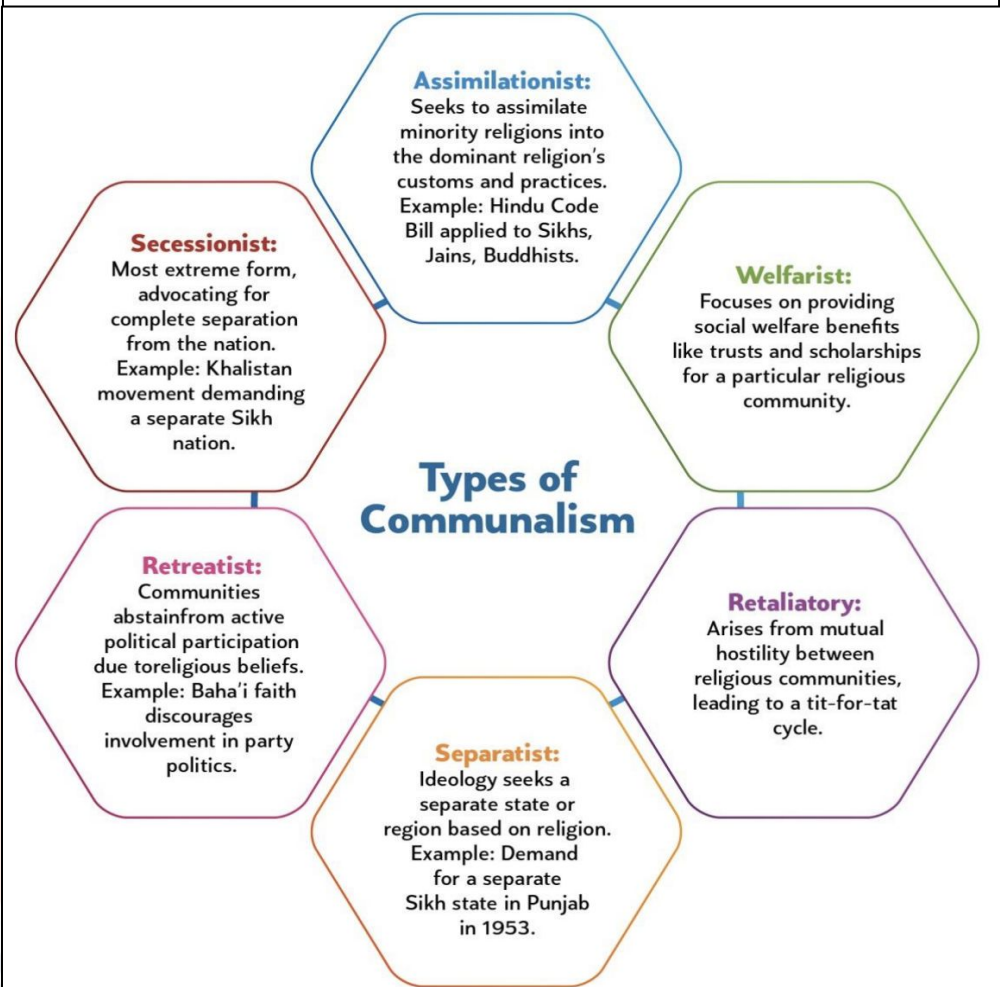 Assimilationist:
Seeks to assimilate
minority religions into
the dominant religion's
customs and practices.
Example: Hindu Code
Bill applied to Sikhs,
Jains, Buddhists.
Secessionist:
Most extreme form,
advocating for
complete separation
from the nation.
Example: Khalistan
movement demanding
a separate Sikh
nation.
Welfarist:
Focuses on providing
social welfare benefits
like trusts and scholarships
for a particular religious
community.
Types of
Communalism
Retreatist:
Communities
abstainfrom active
political participation
due toreligious beliefs.
Example: Baha'i faith
discourages
involvement in party
politics.
Retaliatory:
Arises from mutual
hostility between
religious communities,
leading to a tit-for-tat
cycle.
Separatist:
Ideology seeks a
separate state or
region based on religion.
Example: Demand
for a separate
Sikh state in Punjab
in 1953.